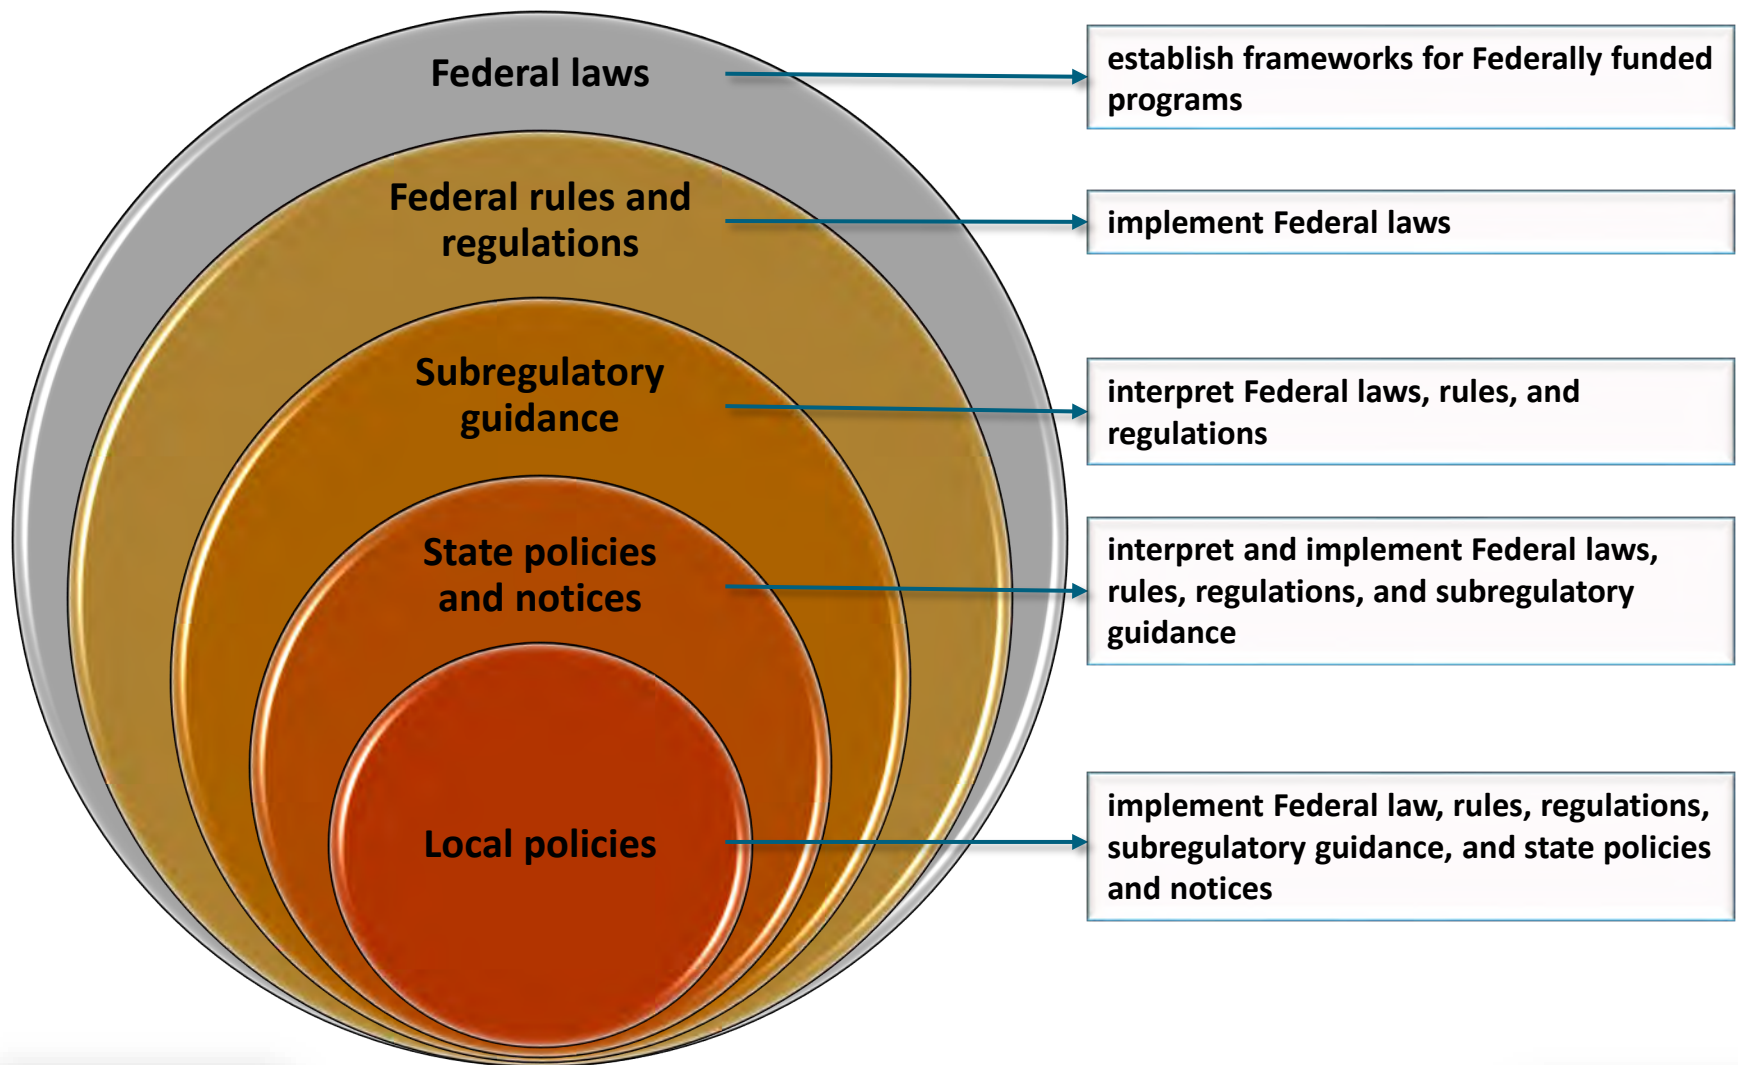 Federal laws
establish frameworks for Federally funded
programs
Federal rules and
regulations
implement Federal laws
Subregulatory
guidance
interpret Federal laws, rules, and
regulations
State policies
and notices
interpret and implement Federal laws,
rules, regulations, and subregulatory
guidance
Local policies
implement Federal law, rules, regulations,
subregulatory guidance, and state policies
and notices